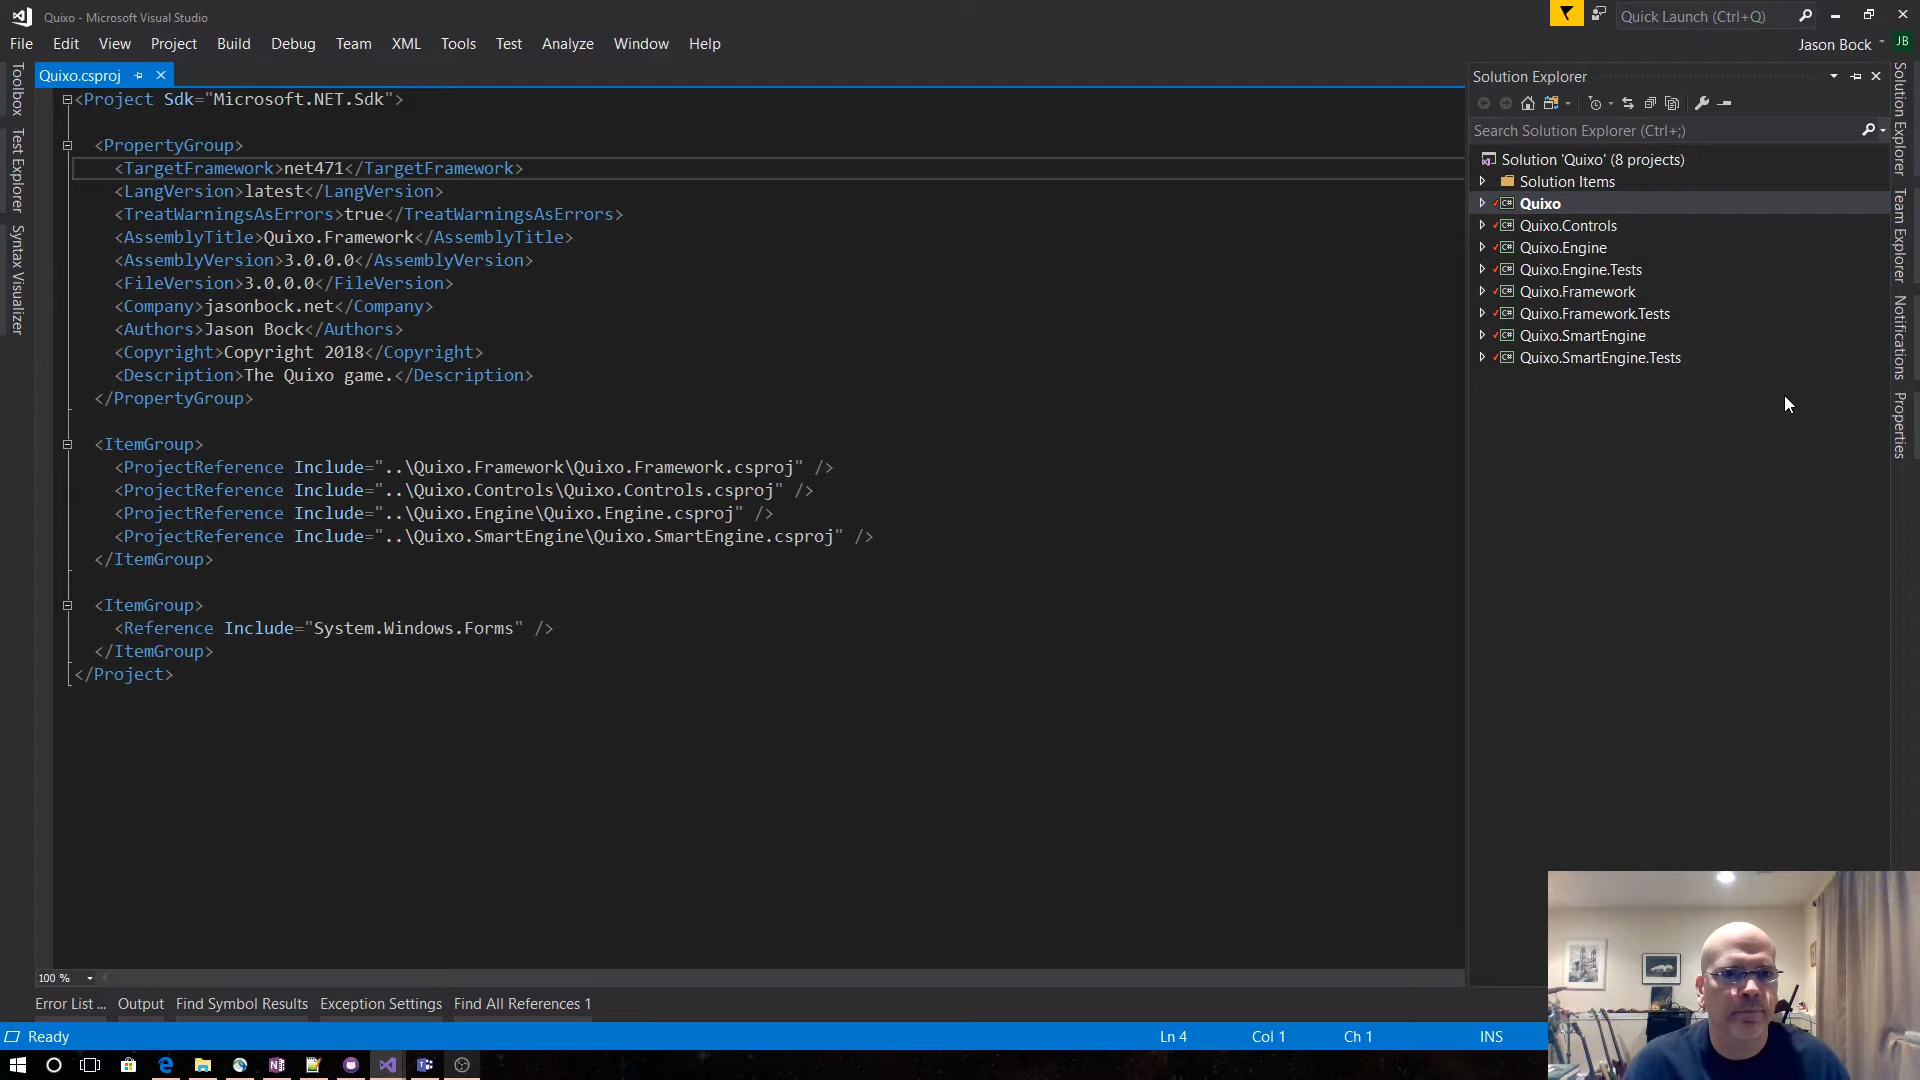 Quixo - Microsoft Visual Studio
Quick Launch (Ctrl+Q)
File Edit View Project Build Debug Team XML Tools Test Analyze Window Help
Jason Bock JB
Quixo.csproj
Solution Explorer
Search Solution Explorer (Ctrl+;)
Toolbox
Test Explorer
Syntax Visualizer
<Project Sdk="Microsoft.NET.Sdk">
<PropertyGroup>
<TargetFramework>net471</TargetFramework>
<LangVersion>latest</LangVersion>
<TreatWarningsAsErrors>true</TreatWarningsAsErrors>
<AssemblyTitle>Quixo.Framework</AssemblyTitle>
<AssemblyVersion>3.0.0.0</AssemblyVersion>
<FileVersion>3.0.0.0</FileVersion>
<Company>jasonbock.net</Company>
<Authors>Jason Bock</Authors>
<Copyright>Copyright 2018</Copyright>
<Description>The Quixo game.</Description>
</PropertyGroup>
<ItemGroup>
<ProjectReference Include="..\Quixo.Framework\Quixo.Framework.csproj" />
<ProjectReference Include="..\Quixo.Controls\Quixo.Controls.csproj" />
<ProjectReference Include="..\Quixo.Engine\Quixo.Engine.csproj" />
<ProjectReference Include="..\Quixo.SmartEngine\Quixo.SmartEngine.csproj" />
</ItemGroup>
<ItemGroup>
<Reference Include="System.Windows.Forms" />
</ItemGroup>
</Project>
Solution 'Quixo' (8 projects)
Solution Items
C# Quixo
C# Quixo.Controls
C# Quixo.Engine
C# Quixo.Engine.Tests
C# Quixo.Framework
C# Quixo.Framework.Tests
C# Quixo.SmartEngine
C# Quixo.SmartEngine.Tests
Solution Explorer
Team Explorer
Notifications
Properties
100 %
Error List ... Output Find Symbol Results Exception Settings Find All References 1
Ready Ln 4 Col 1 Ch 1 INS